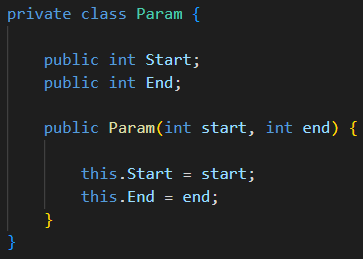 private class Param {
public int Start;
public int End;
public Param(int start, int end) {
this.Start = start;
this.End = end;
}
}